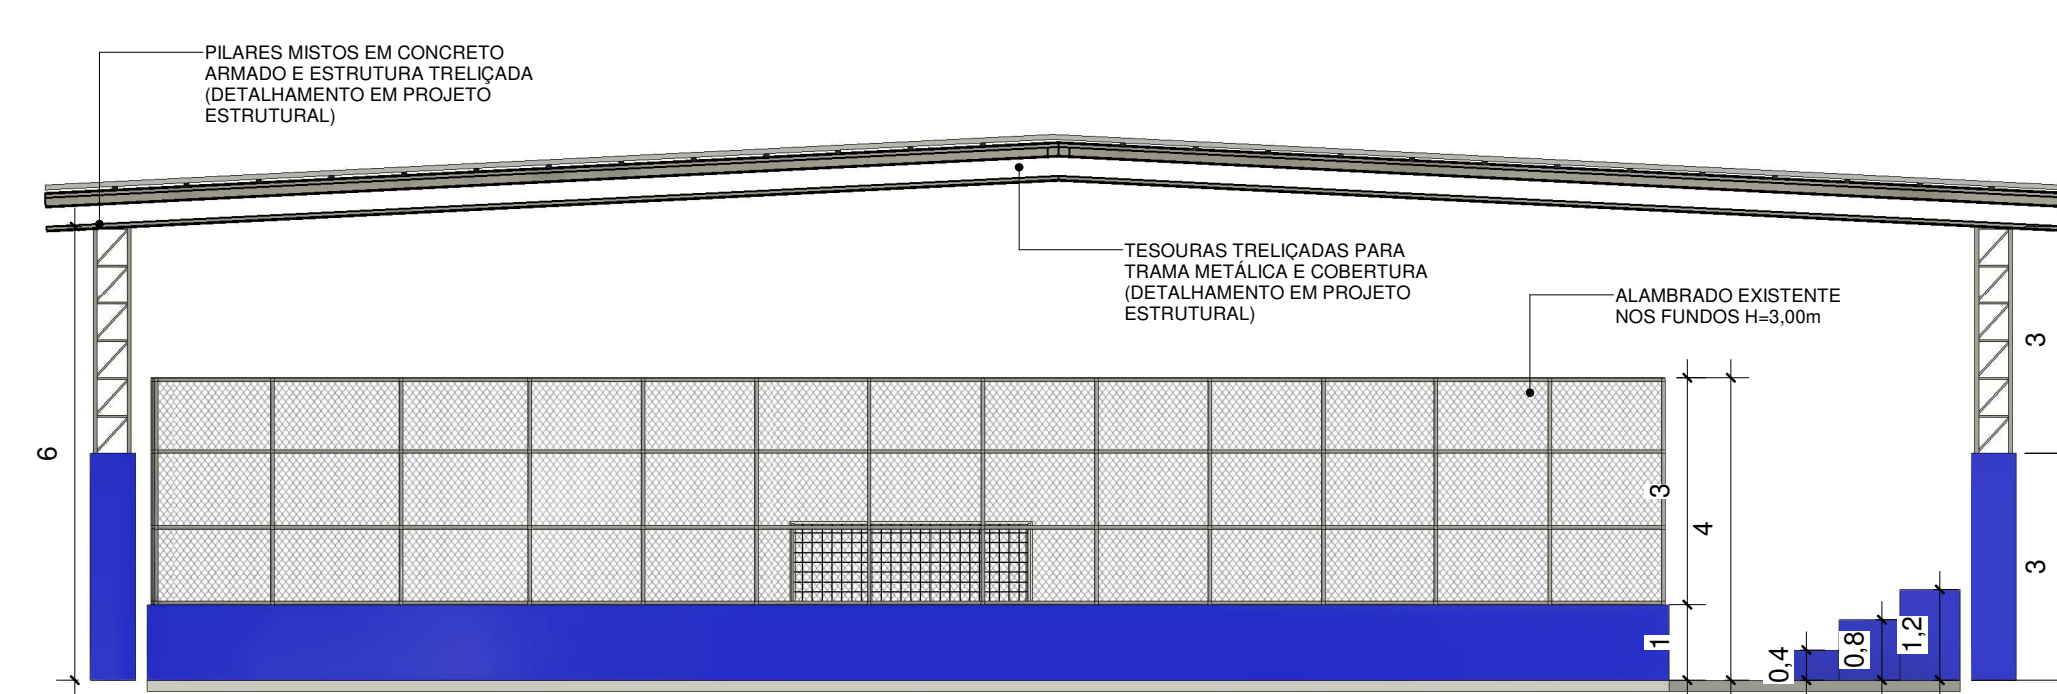 PILARES MISTOS EM CONCRETO
ARMADO E ESTRUTURA TRELIÇADA
(DETALHAMENTO EM PROJETO
ESTRUTURAL)
TESOURAS TRELIÇADAS PARA
TRAMA METÁLICA E COBERTURA
(DETALHAMENTO EM PROJETO
ESTRUTURAL)
ALAMBRADO EXISTENTE
NOS FUNDOS H=3,00m
6
3
4
1
0,4
0,8
1,2
3
3